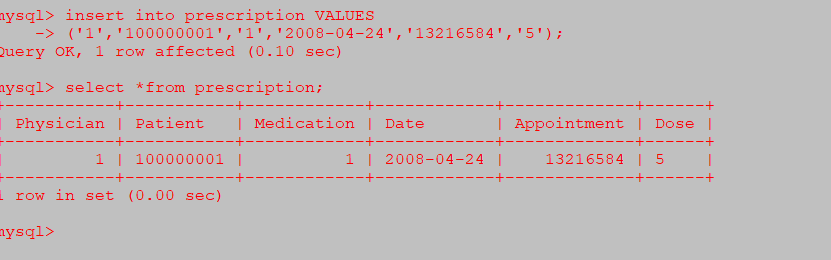 mysql> insert into prescription VALUES
    -> ('1','100000001','1','2008-04-24','13216584','5');
Query OK, 1 row affected (0.10 sec)

mysql> select *from prescription;
+-----------+-----------+------------+------------+-------------+------+
| Physician | Patient   | Medication | Date       | Appointment | Dose |
+-----------+-----------+------------+------------+-------------+------+
|         1 | 100000001 |          1 | 2008-04-24 |    13216584 | 5    |
+-----------+-----------+------------+------------+-------------+------+
1 row in set (0.00 sec)

mysql>